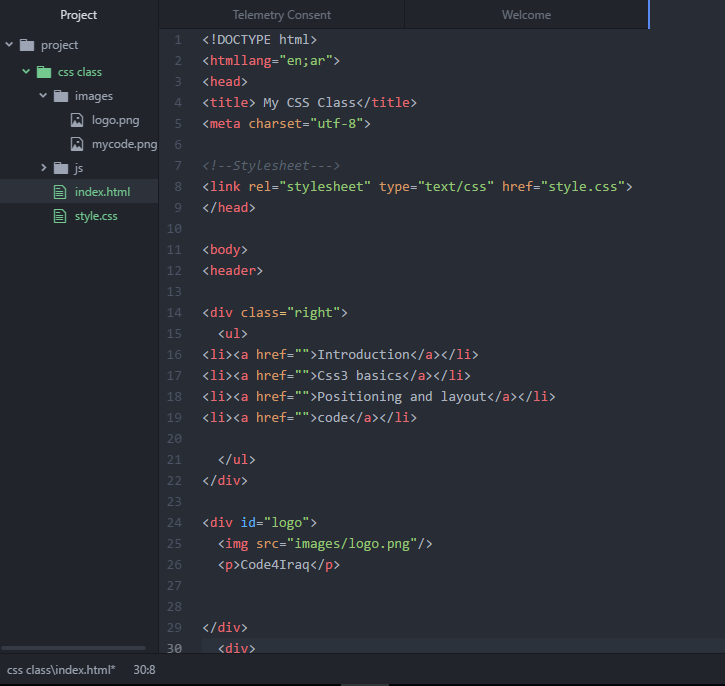 Project
Telemetry Consent
Welcome
project
css class
images
logo.png
mycode.png
js
index.html
style.css
1 <!DOCTYPE html>
2 <htmllang="en;ar">
3 <head>
4 <title> My CSS Class</title>
5 <meta charset="utf-8">
6
7 <!--Stylesheet--->
8 <link rel="stylesheet" type="text/css" href="style.css">
9 </head>
10
11 <body>
12 <header>
13
14 <div class="right">
15   <ul>
16 <li><a href="">Introduction</a></li>
17 <li><a href="">Css3 basics</a></li>
18 <li><a href="">Positioning and layout</a></li>
19 <li><a href="">code</a></li>
20
21   </ul>
22 </div>
23
24 <div id="logo">
25   <img src="images/logo.png"/>
26   <p>Code4Iraq</p>
27
28
29 </div>
30   <div>
css class\index.html* 30:8